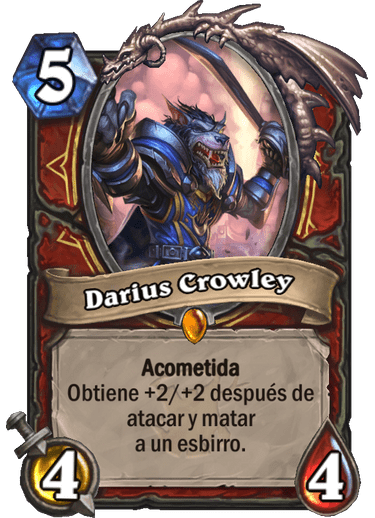 5
Darius Crowley
Acometida
Obtiene +2/+2 después de
atacar y matar
a un esbirro.
4
4